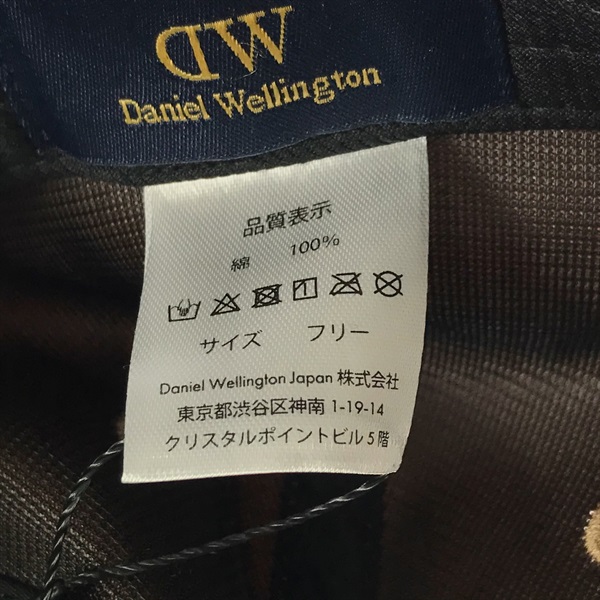 DW
Daniel Wellington
品質表示
綿 100%
サイズ フリー
Daniel Wellington Japan 株式会社
東京都渋谷区神南 1-19-14
クリスタルポイントビル 5 階